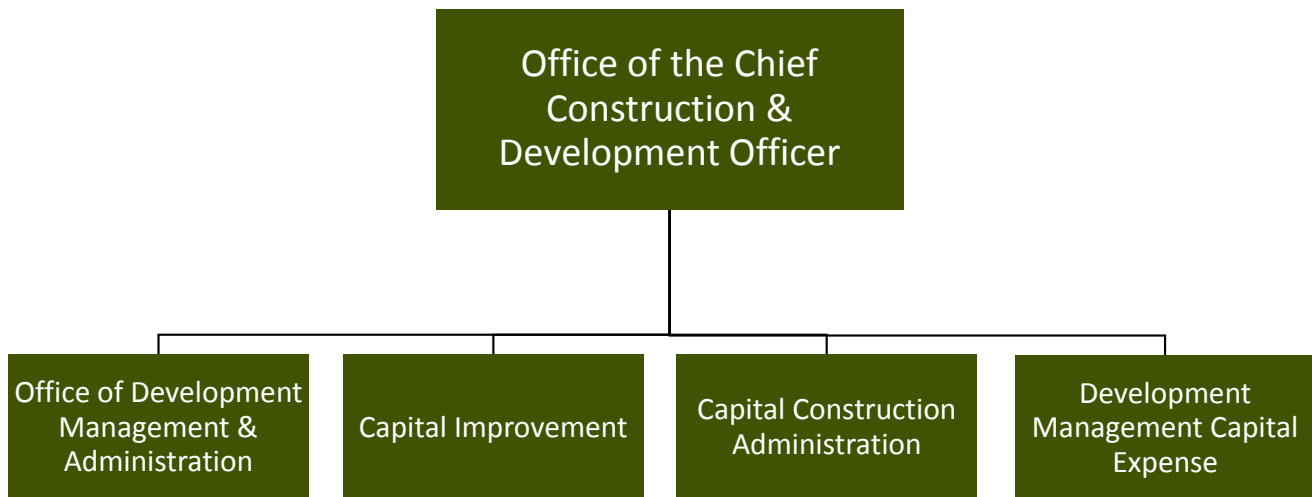 Office of the Chief
Construction &
Development Officer
Office of Development
Management &
Administration
Capital Improvement
Capital Construction
Administration
Development
Management Capital
Expense